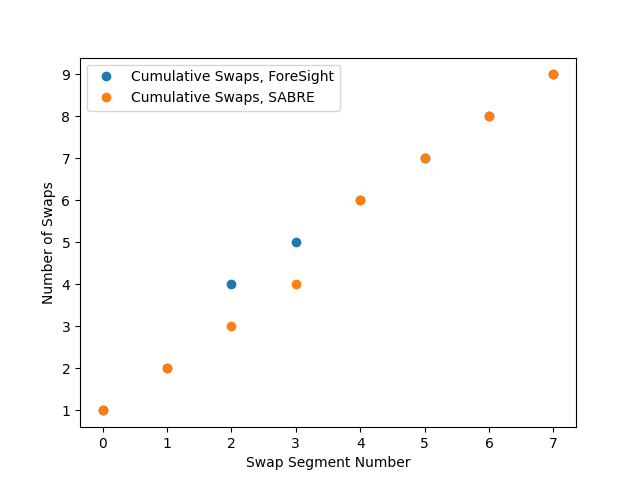 Cumulative Swaps, ForeSight
Cumulative Swaps, SABRE
Number of Swaps
9
8
7
6
5
4
3
2
1
0 1 2 3 4 5 6 7
Swap Segment Number